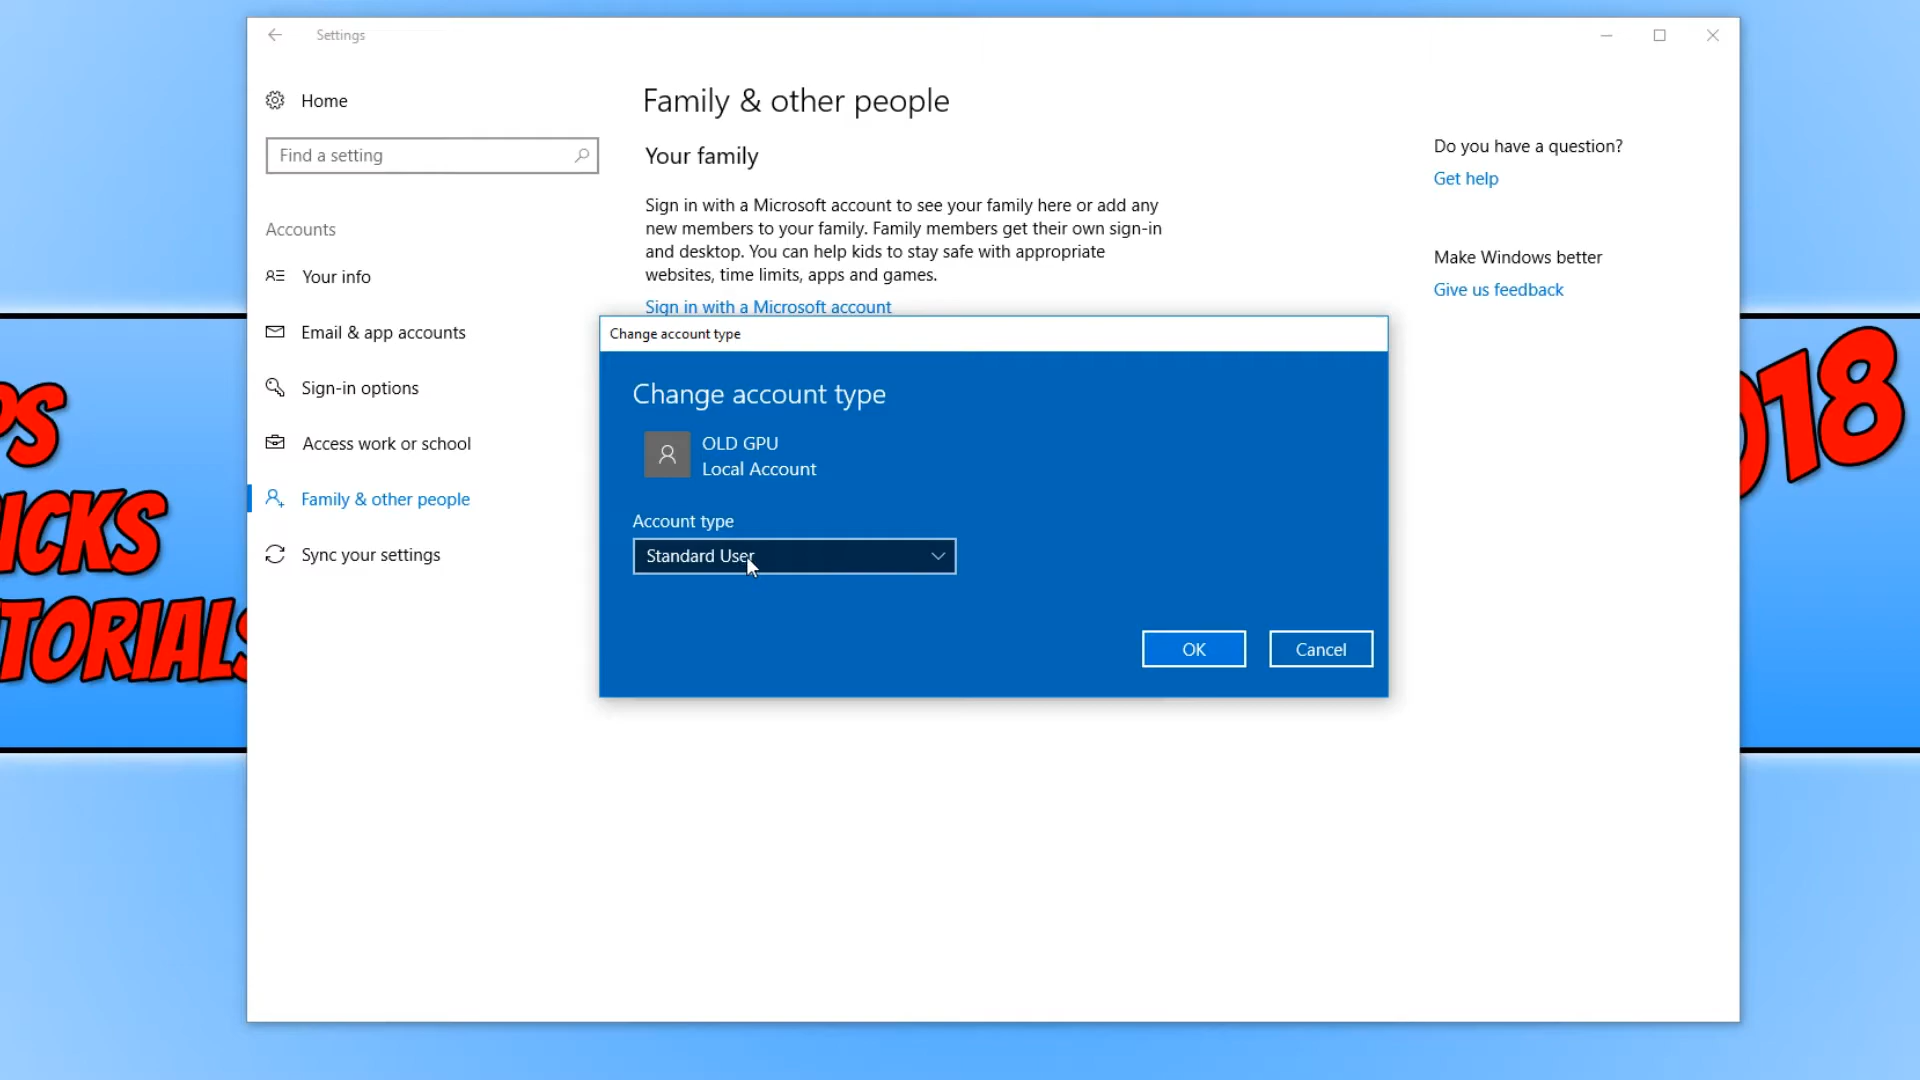 Settings
Home
Find a setting
Accounts
Your info
Email & app accounts
Sign-in options
Access work or school
Family & other people
Sync your settings
Family & other people
Your family
Sign in with a Microsoft account to see your family here or add any
new members to your family. Family members get their own sign-in
and desktop. You can help kids to stay safe with appropriate
websites, time limits, apps and games.
Sign in with a Microsoft account
Do you have a question?
Get help
Make Windows better
Give us feedback
Change account type
Change account type
OLD GPU
Local Account
Account type
Standard User
OK
Cancel
PS
ICKS
TORIALS
018